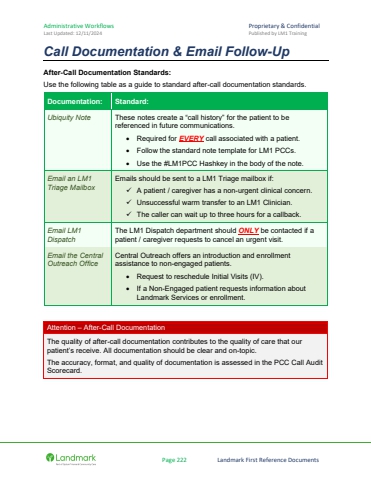 Administrative Workflows
Proprietary & Confidential
Last Updated: 12/11/2024
Published by LM1 Training
Call Documentation & Email Follow-Up
After-Call Documentation Standards:
Use the following table as a guide to standard after-call documentation standards.
Documentation:
Standard:
Ubiquity Note
These notes create a "call history" for the patient to be
referenced in future communications.
• Required for EVERY call associated with a patient.
• Follow the standard note template for LM1 PCCs.
• Use the #LM1PCC Hashkey in the body of the note.
Email an LM1
Triage Mailbox
Emails should be sent to a LM1 Triage mailbox if:
✓ A patient / caregiver has a non-urgent clinical concern.
✓ Unsuccessful warm transfer to an LM1 Clinician.
✓ The caller can wait up to three hours for a callback.
Email LM1
Dispatch
The LM1 Dispatch department should ONLY be contacted if a
patient / caregiver requests to cancel an urgent visit.
Email the Central
Outreach Office
Central Outreach offers an introduction and enrollment
assistance to non-engaged patients.
• Request to reschedule Initial Visits (IV).
• If a Non-Engaged patient requests information about
Landmark Services or enrollment.
Attention – After-Call Documentation
The quality of after-call documentation contributes to the quality of care that our
patient's receive. All documentation should be clear and on-topic.
The accuracy, format, and quality of documentation is assessed in the PCC Call Audit
Scorecard.
Landmark
Page 222
Landmark First Reference Documents